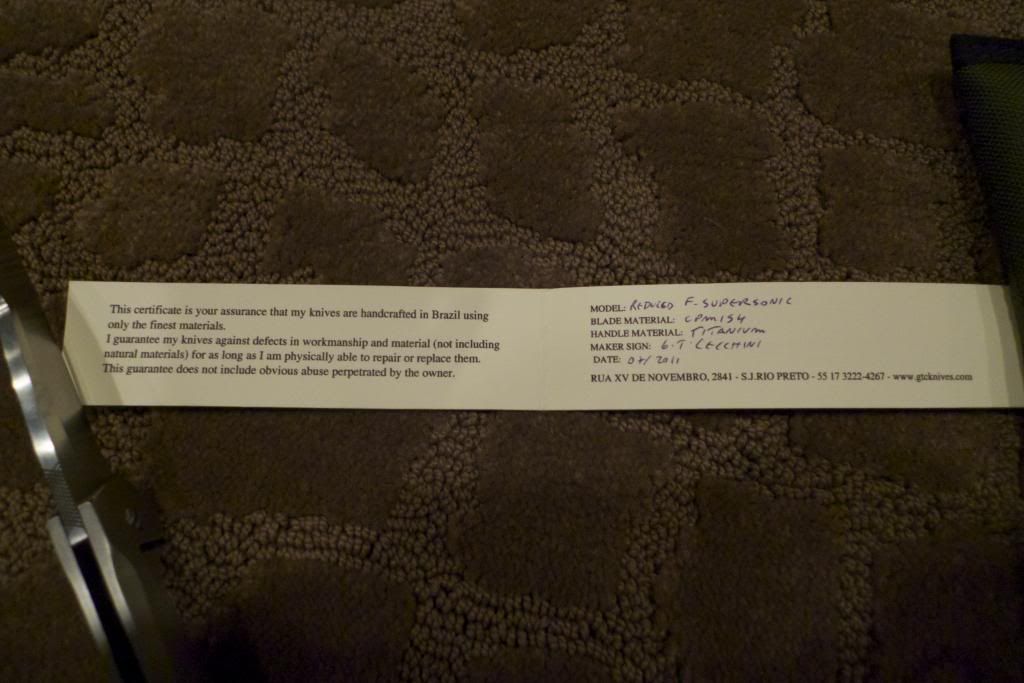 This certificate is your assurance that my knives are handcrafted in Brazil using
only the finest materials.
I guarantee my knives against defects in workmanship and material (not including
natural materials) for as long as I am physically able to repair or replace them.
This guarantee does not include obvious abuse perpetrated by the owner.
MODEL: REDUCED F-SUPERSONIC
BLADE MATERIAL: CPM154
HANDLE MATERIAL: TITANIUM
MAKER SIGN: G.T. CECCHINI
DATE: 07/2011
RUA XV DE NOVEMBRO, 2841 - S.J.RIO PRETO - 55 17 3222-4267 - www.gtcknives.com